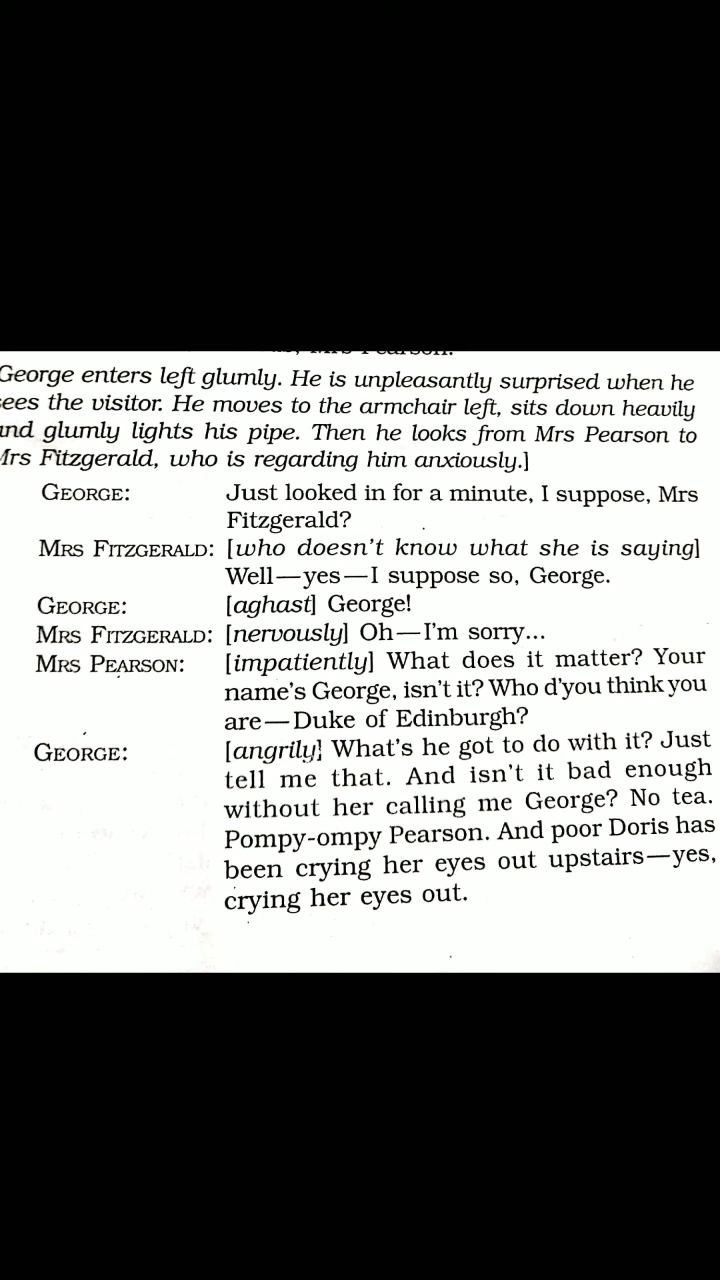 Mrs Pearson.
George enters left glumly. He is unpleasantly surprised when he
sees the visitor. He moves to the armchair left, sits down heavily
and glumly lights his pipe. Then he looks from Mrs Pearson to
Mrs Fitzgerald, who is regarding him anxiously.]
GEORGE: Just looked in for a minute, I suppose, Mrs
Fitzgerald?
MRS FITZGERALD: [who doesn't know what she is saying]
Well—yes—I suppose so, George.
GEORGE: [aghast] George!
MRS FITZGERALD: [nervously] Oh—I'm sorry...
MRS PEARSON: [impatiently] What does it matter? Your
name's George, isn't it? Who d'you think you
are—Duke of Edinburgh?
GEORGE: [angrily] What's he got to do with it? Just
tell me that. And isn't it bad enough
without her calling me George? No tea.
Pompy-ompy Pearson. And poor Doris has
been crying her eyes out upstairs—yes,
crying her eyes out.